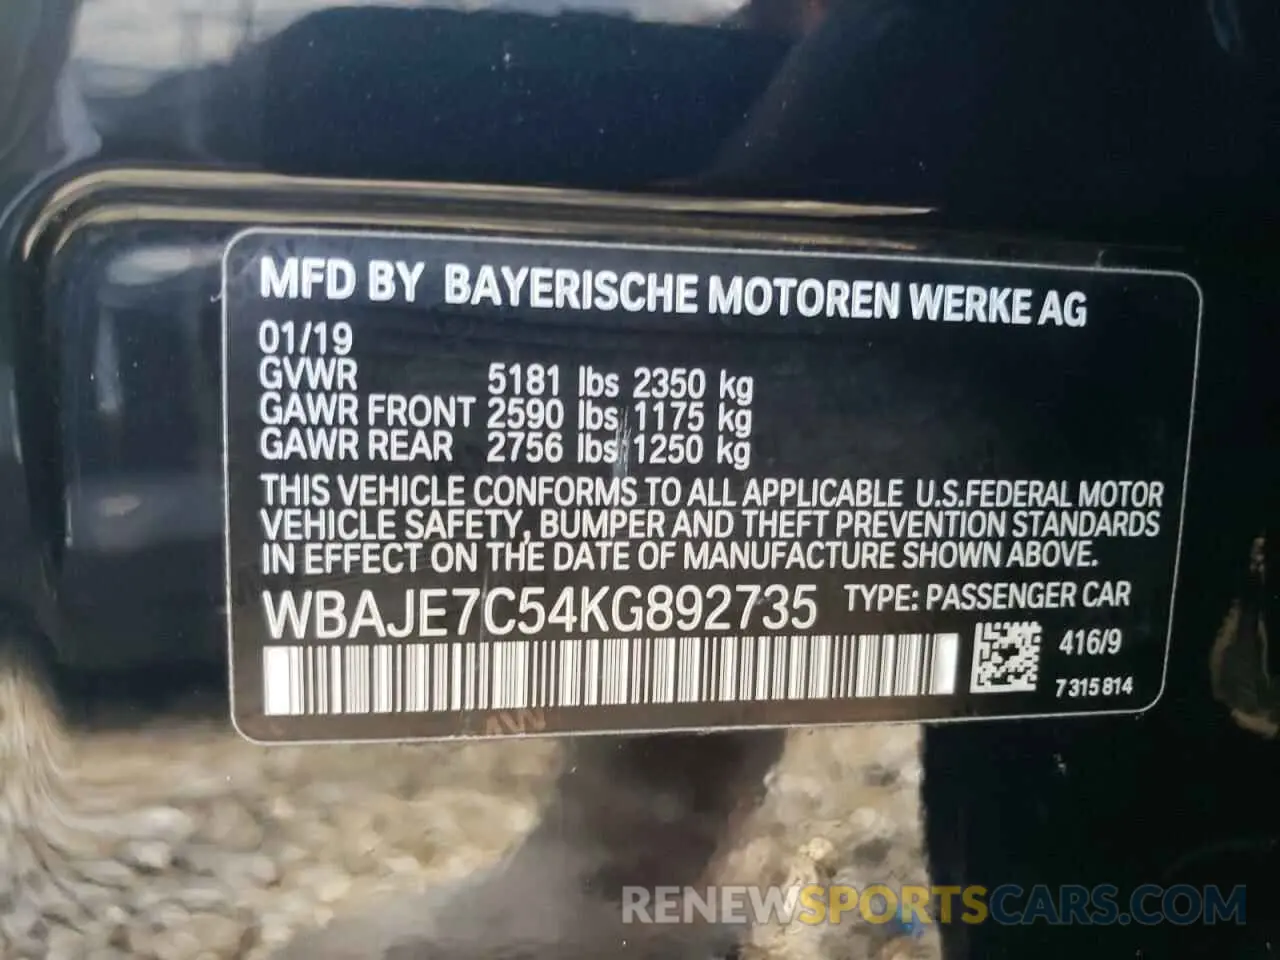 MFD BY BAYERISCHE MOTOREN WERKE AG
01/19
GVWR 5181 lbs 2350 kg
GAWR FRONT 2590 lbs 1175 kg
GAWR REAR 2756 lbs 1250 kg
THIS VEHICLE CONFORMS TO ALL APPLICABLE U.S.FEDERAL MOTOR
VEHICLE SAFETY, BUMPER AND THEFT PREVENTION STANDARDS
IN EFFECT ON THE DATE OF MANUFACTURE SHOWN ABOVE.
WBAJE7C54KG892735 TYPE: PASSENGER CAR
416/9
7315814
RENEWSPORTSCARS.COM